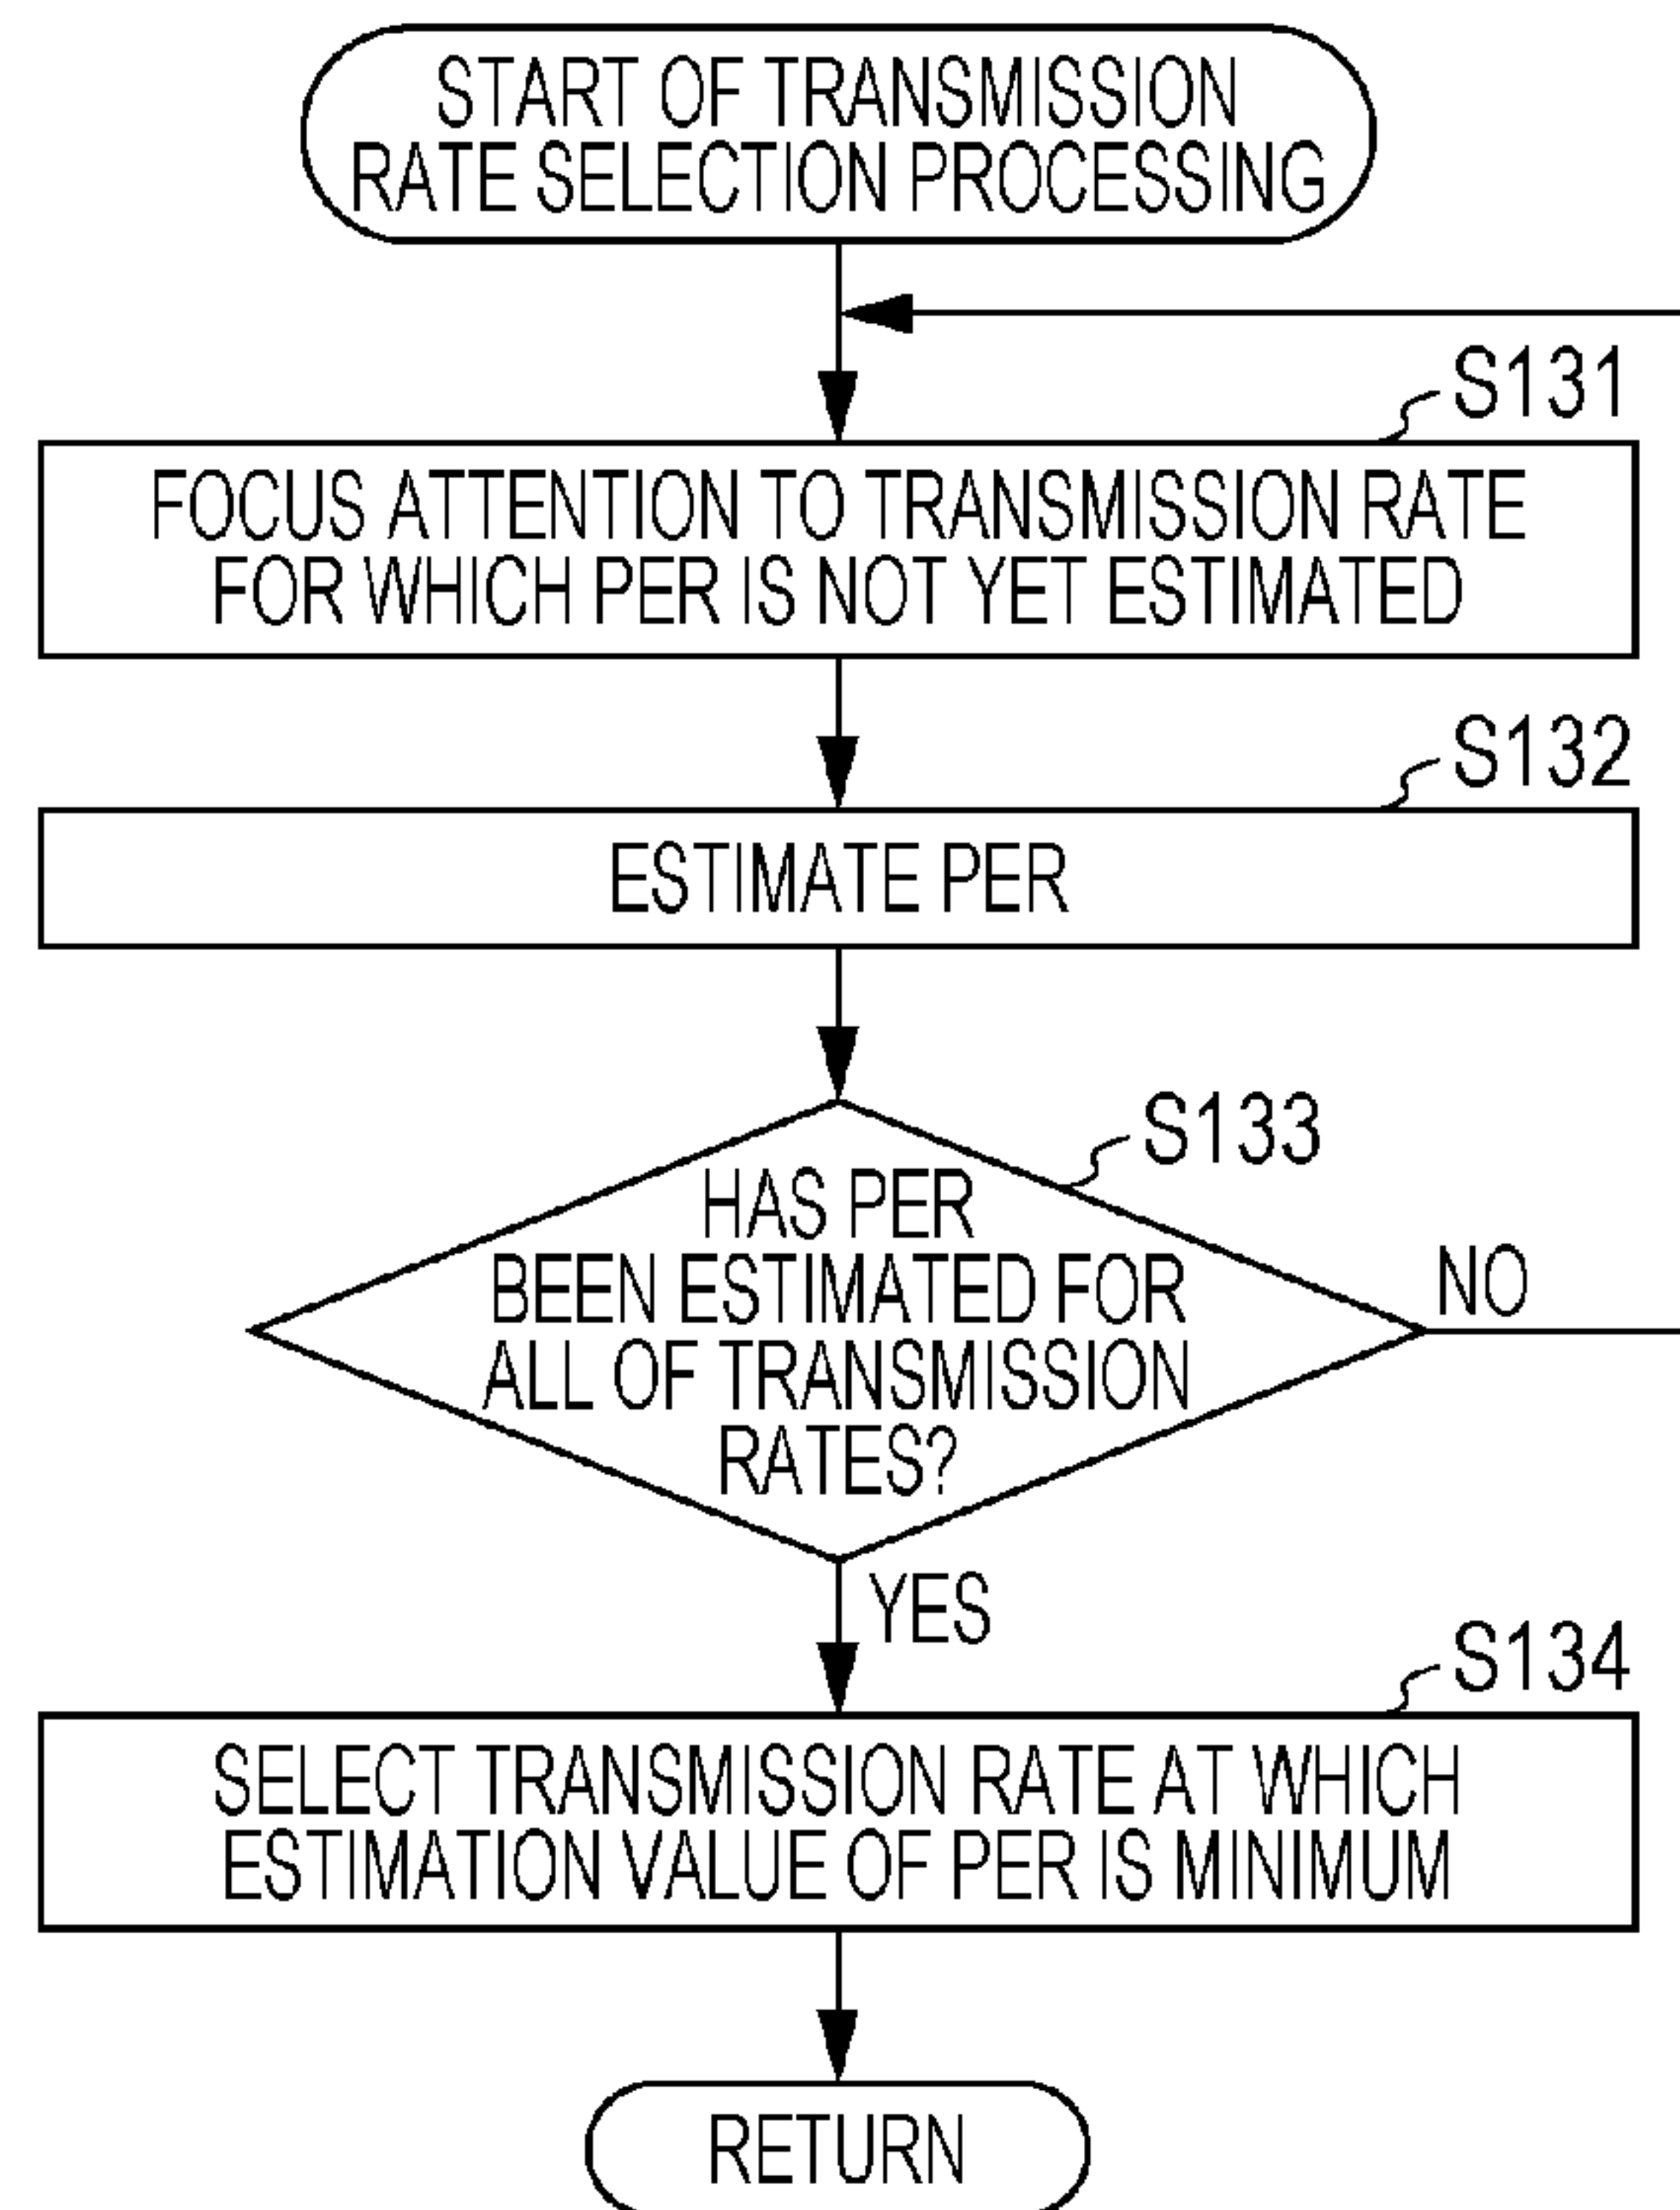 START OF TRANSMISSION
RATE SELECTION PROCESSING
S131
FOCUS ATTENTION TO TRANSMISSION RATE
FOR WHICH PER IS NOT YET ESTIMATED
S132
ESTIMATE PER
S133
HAS PER
BEEN ESTIMATED FOR
ALL OF TRANSMISSION
RATES?
NO
YES
S134
SELECT TRANSMISSION RATE AT WHICH
ESTIMATION VALUE OF PER IS MINIMUM
RETURN